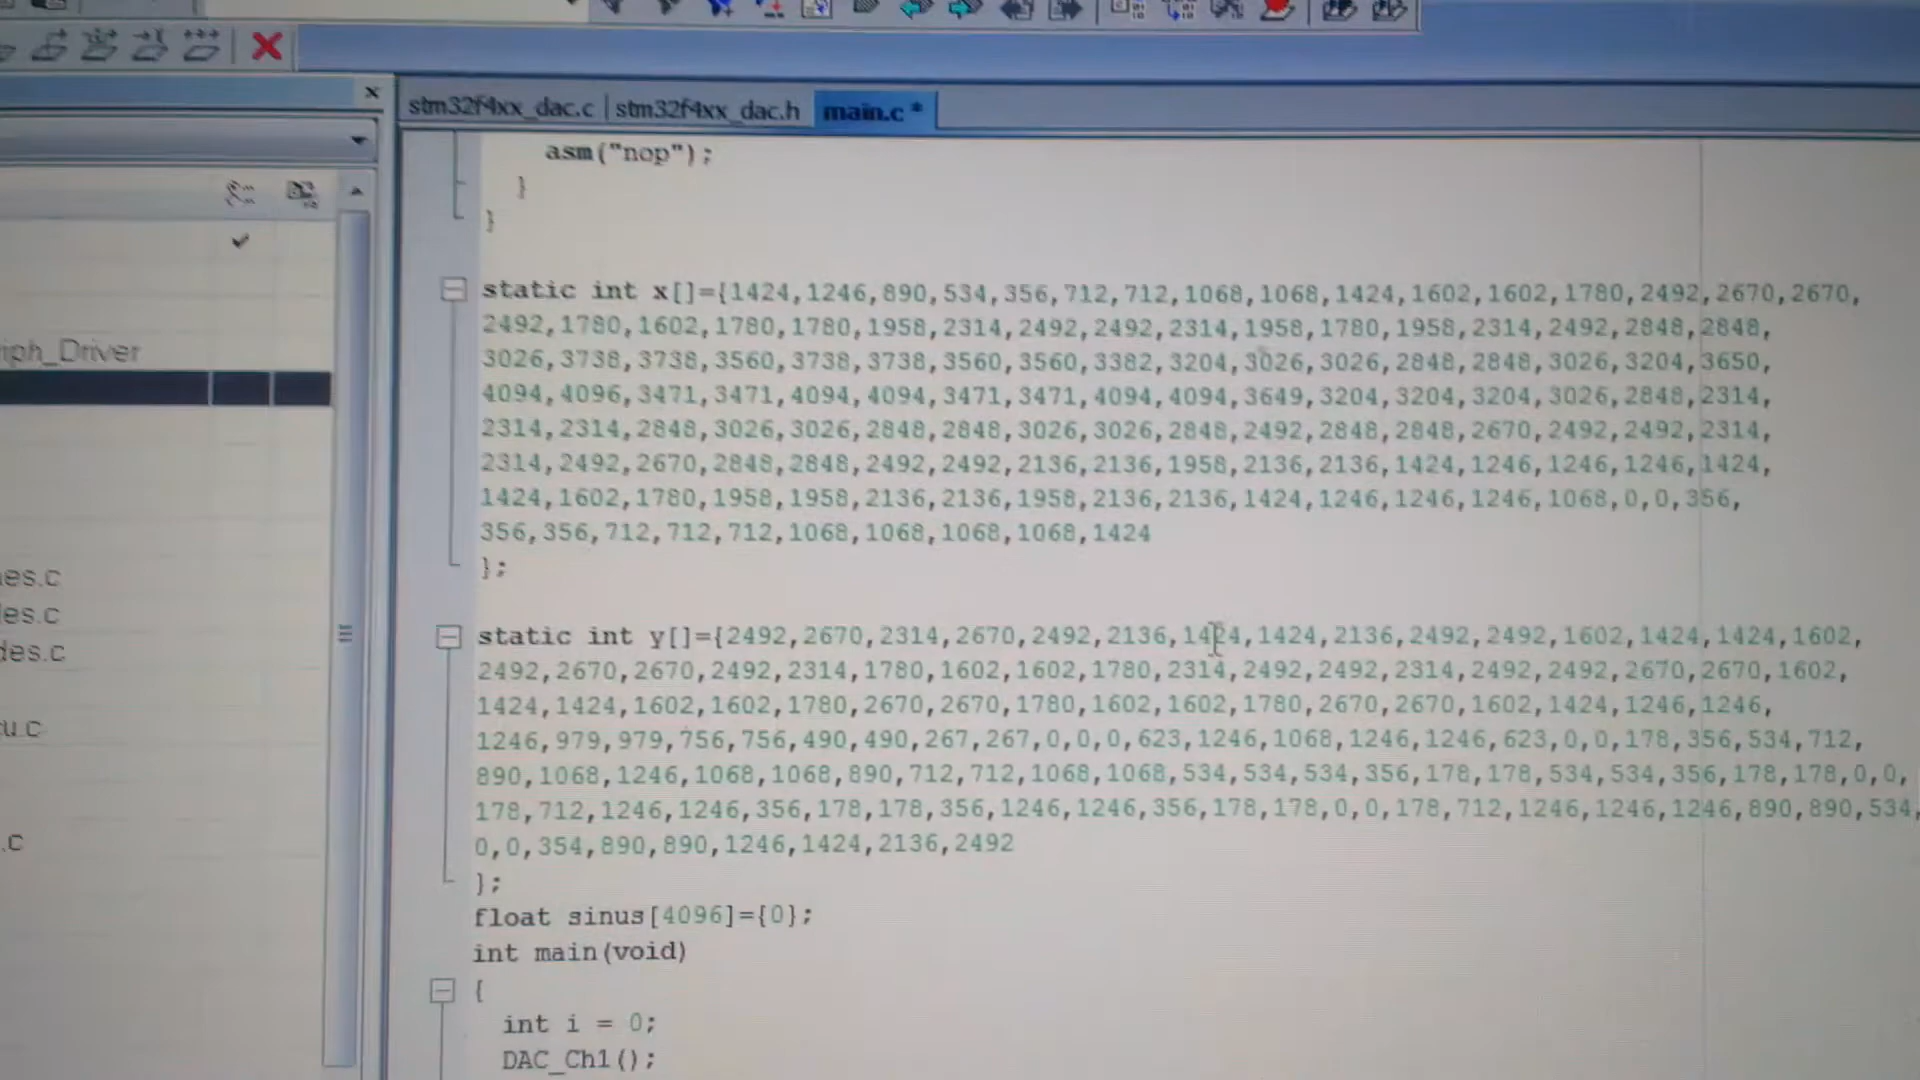 stm32f4xx_dac.c | stm32f4xx_dac.h main.c *
asm("nop");
}
}
static int x[]={1424,1246,890,534,356,712,712,1068,1068,1424,1602,1602,1780,2492,2670,2670,
2492,1780,1602,1780,1780,1958,2314,2492,2492,2314,1958,1780,1958,2314,2492,2848,2848,
3026,3738,3738,3560,3738,3738,3560,3560,3382,3204,3026,3026,2848,2848,3026,3204,3650,
4094,4096,3471,3471,4094,4094,3471,3471,4094,4094,3649,3204,3204,3204,3026,2848,2314,
2314,2314,2848,3026,3026,2848,2848,3026,3026,2848,2492,2848,2848,2670,2492,2492,2314,
2314,2492,2670,2848,2848,2492,2492,2136,2136,1958,2136,2136,1424,1246,1246,1246,1424,
1424,1602,1780,1958,1958,2136,2136,1958,2136,2136,1424,1246,1246,1246,1068,0,0,356,
356,356,712,712,712,1068,1068,1068,1068,1424
};
static int y[]={2492,2670,2314,2670,2492,2136,1424,1424,2136,2492,2492,1602,1424,1424,1602,
2492,2670,2670,2492,2314,1780,1602,1602,1780,2314,2492,2492,2314,2492,2492,2670,2670,1602,
1424,1424,1602,1602,1780,2670,2670,1780,1602,1602,1780,2670,2670,1602,1424,1246,1246,
1246,979,979,756,756,490,490,267,267,0,0,0,623,1246,1068,1246,1246,623,0,0,178,356,534,712,
890,1068,1246,1068,1068,890,712,712,1068,1068,534,534,534,356,178,178,534,534,356,178,178,0,0,
178,712,1246,1246,356,178,178,356,1246,1246,356,178,178,0,0,178,712,1246,1246,1246,890,890,534,
0,0,354,890,890,1246,1424,2136,2492
};
float sinus[4096]={0};
int main(void)
{
int i = 0;
DAC_Ch1();
iph_Driver
es.c
les.c
des.c
u.c
.c